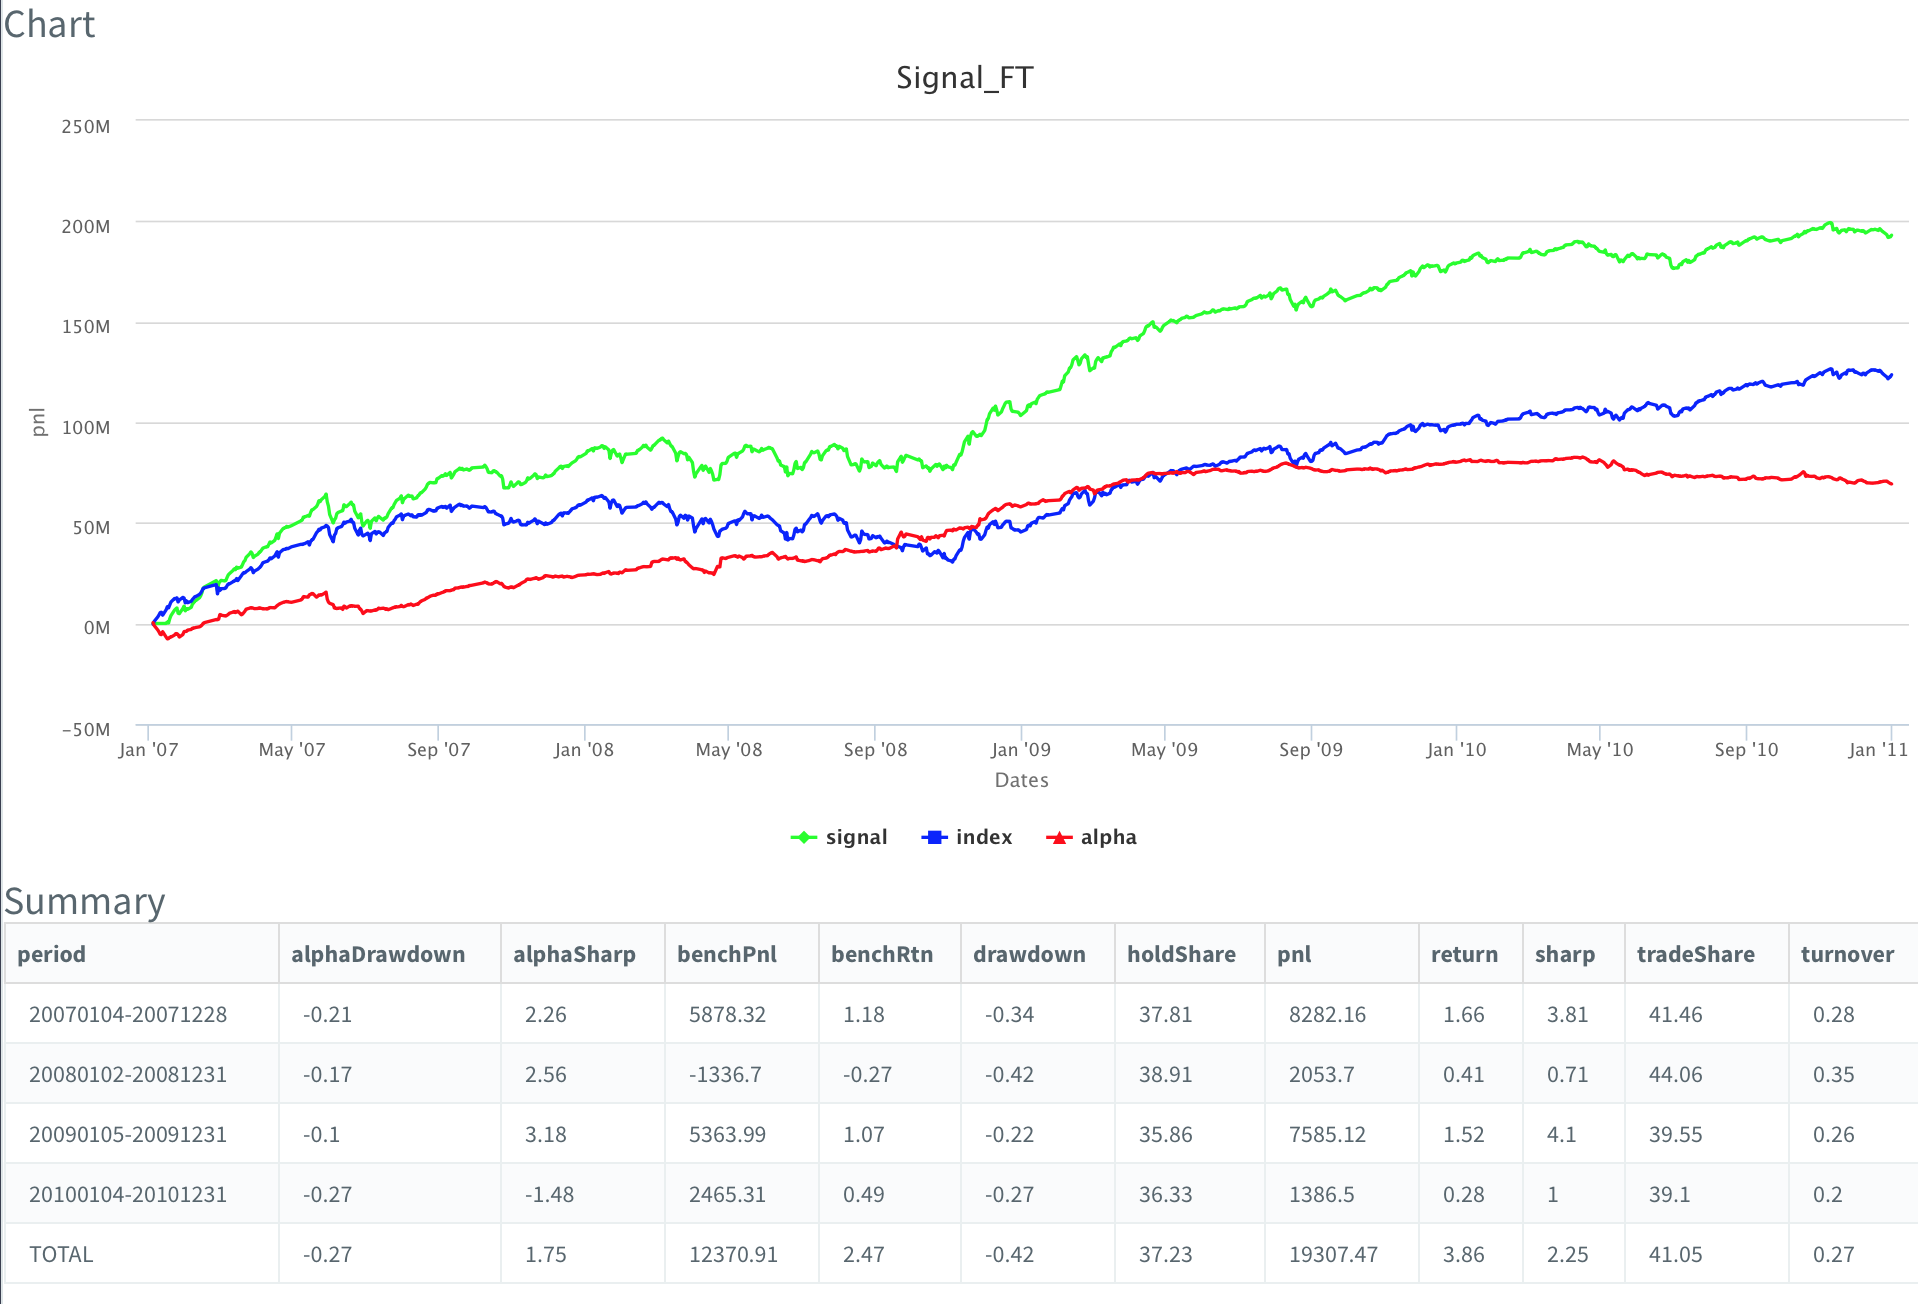 Chart
Signal_FT
250M
200M
150M
100M
50M
0M
−50M
pnl
Jan '07 May '07 Sep '07 Jan '08 May '08 Sep '08 Jan '09 May '09 Sep '09 Jan '10 May '10 Sep '10 Jan '11
Dates
signal index alpha
Summary
period alphaDrawdown alphaSharp benchPnl benchRtn drawdown holdShare pnl return sharp tradeShare turnover
20070104-20071228 -0.21 2.26 5878.32 1.18 -0.34 37.81 8282.16 1.66 3.81 41.46 0.28
20080102-20081231 -0.17 2.56 -1336.7 -0.27 -0.42 38.91 2053.7 0.41 0.71 44.06 0.35
20090105-20091231 -0.1 3.18 5363.99 1.07 -0.22 35.86 7585.12 1.52 4.1 39.55 0.26
20100104-20101231 -0.27 -1.48 2465.31 0.49 -0.27 36.33 1386.5 0.28 1 39.1 0.2
TOTAL -0.27 1.75 12370.91 2.47 -0.42 37.23 19307.47 3.86 2.25 41.05 0.27